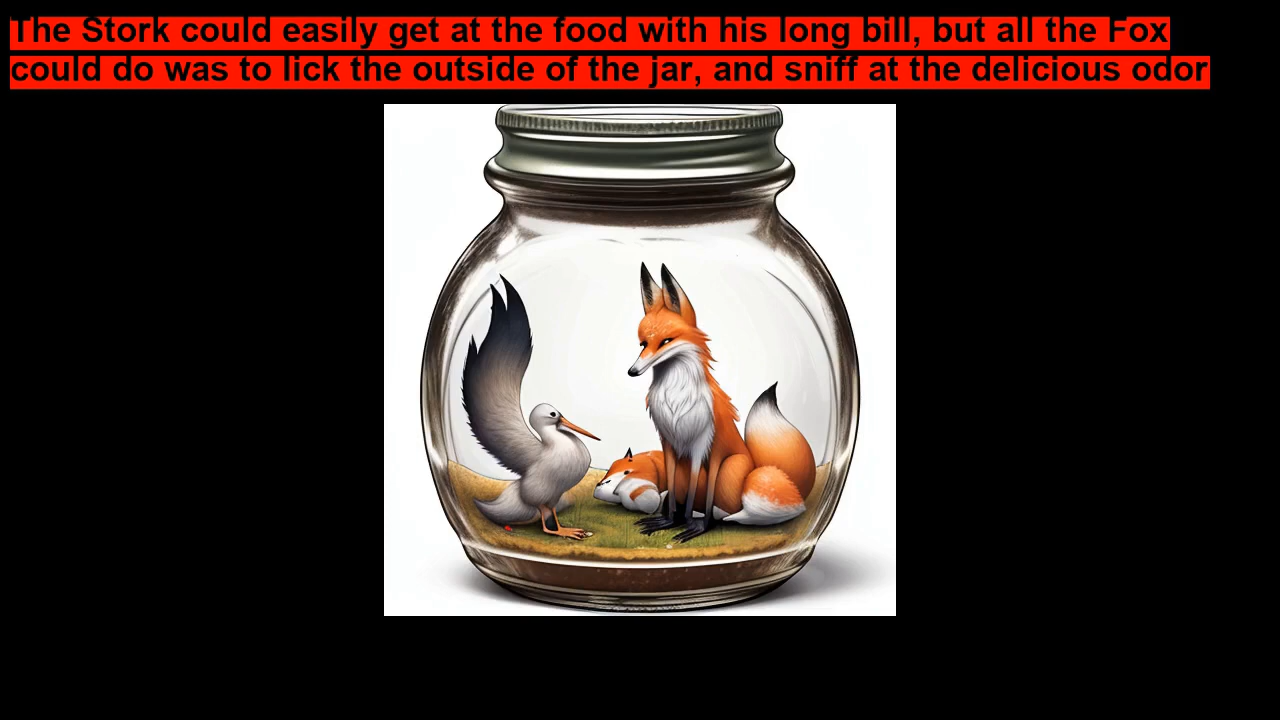 The Stork could easily get at the food with his long bill, but all the Fox
could do was to lick the outside of the jar, and sniff at the delicious odor